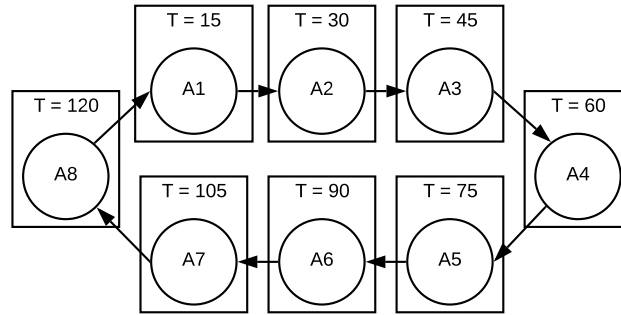 T = 15
A1
T = 30
A2
T = 45
A3
T = 60
A4
T = 75
A5
T = 90
A6
T = 105
A7
T = 120
A8